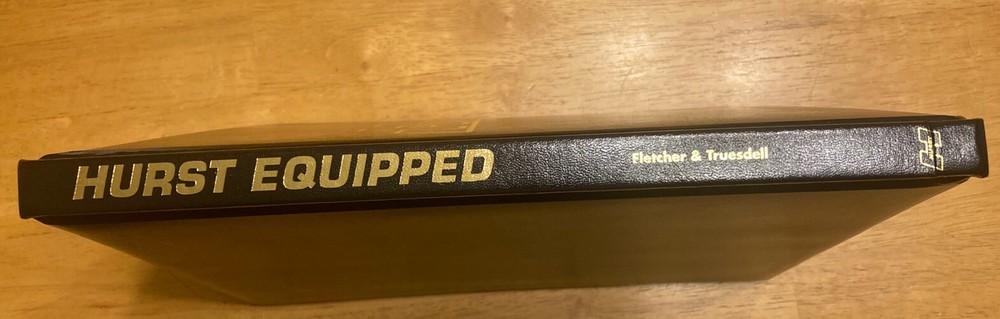 HURST EQUIPPED
Fletcher & Truesdell